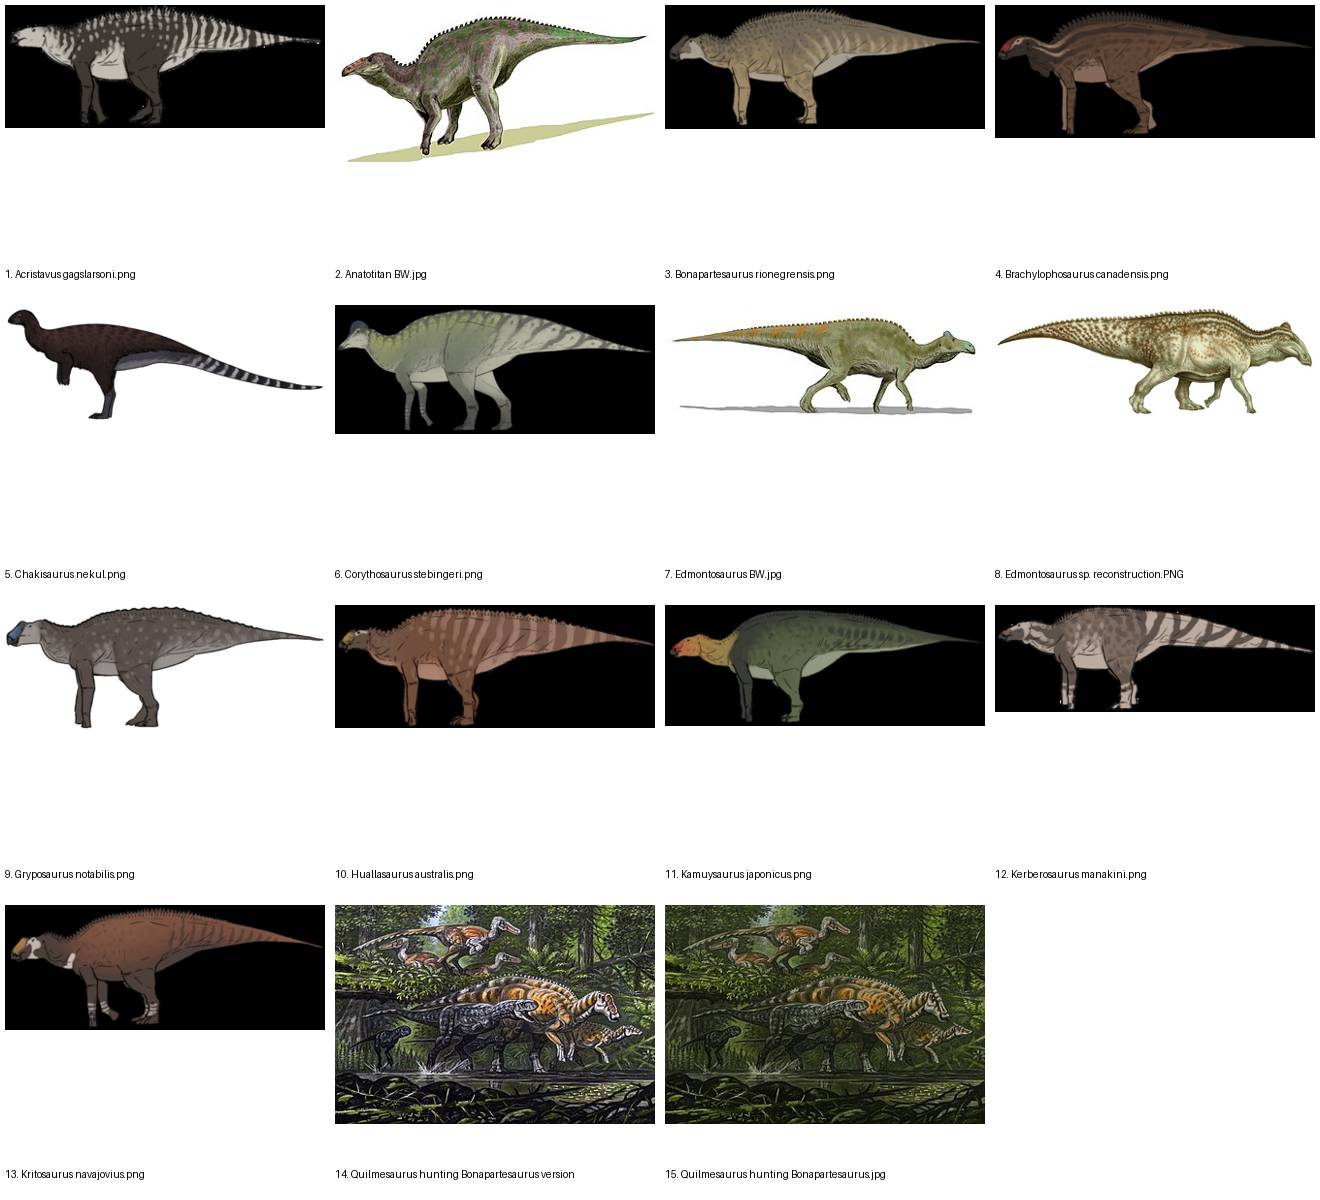 1. Acristavus gagslarsoni.png
2. Anatotitan BW.jpg
3. Bonapartesaurus rionegrensis.png
4. Brachylophosaurus canadensis.png
5. Chakisaurus nekul.png
6. Corythosaurus stebingeri.png
7. Edmontosaurus BW.jpg
8. Edmontosaurus sp. reconstruction.PNG
9. Gryposaurus notabilis.png
10. Huallasaurus australis.png
11. Kamuysaurus japonicus.png
12. Kerberosaurus manakini.png
13. Kritosaurus navajovius.png
14. Quilmesaurus hunting Bonapartesaurus version
15. Quilmesaurus hunting Bonapartesaurus.jpg